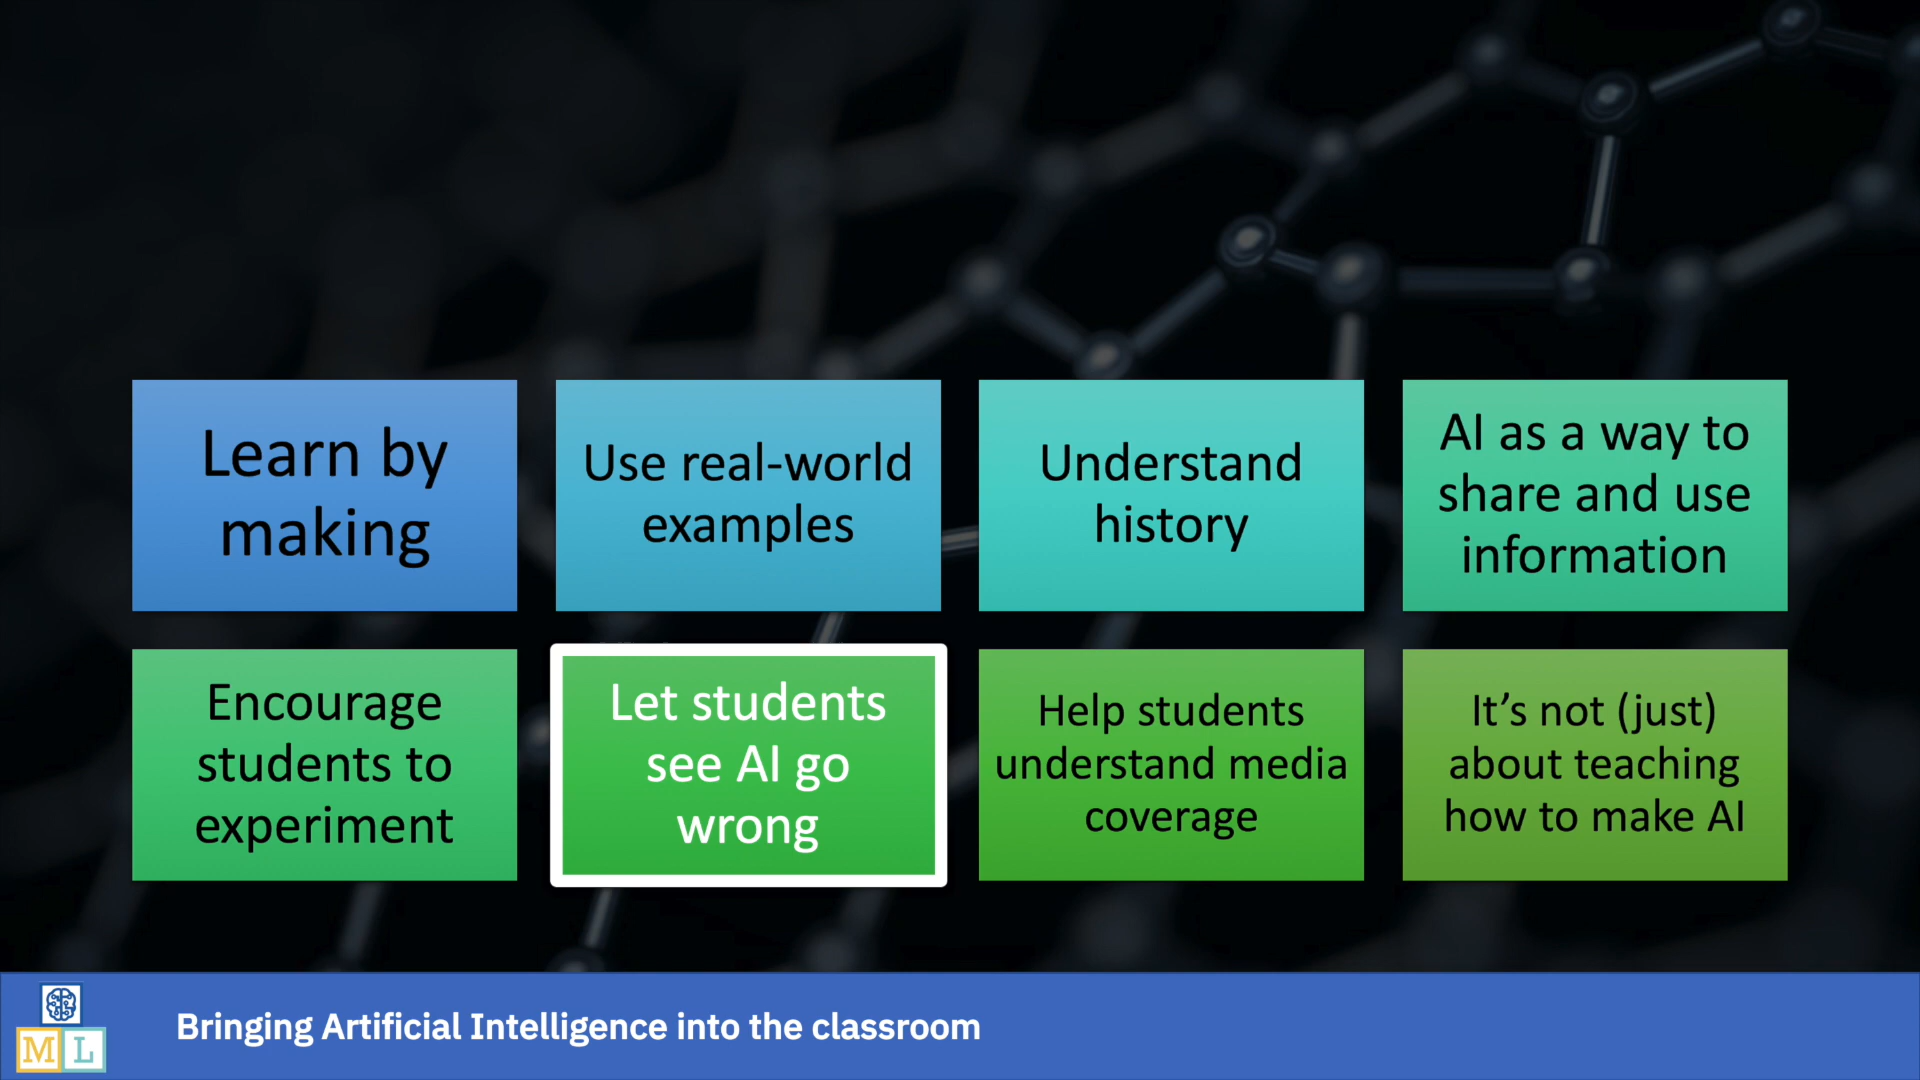 Learn by
making
Use real-world
examples
Understand
history
AI as a way to
share and use
information
Encourage
students to
experiment
Let students
see AI go
wrong
Help students
understand media
coverage
It’s not (just)
about teaching
how to make AI
M L
Bringing Artificial Intelligence into the classroom